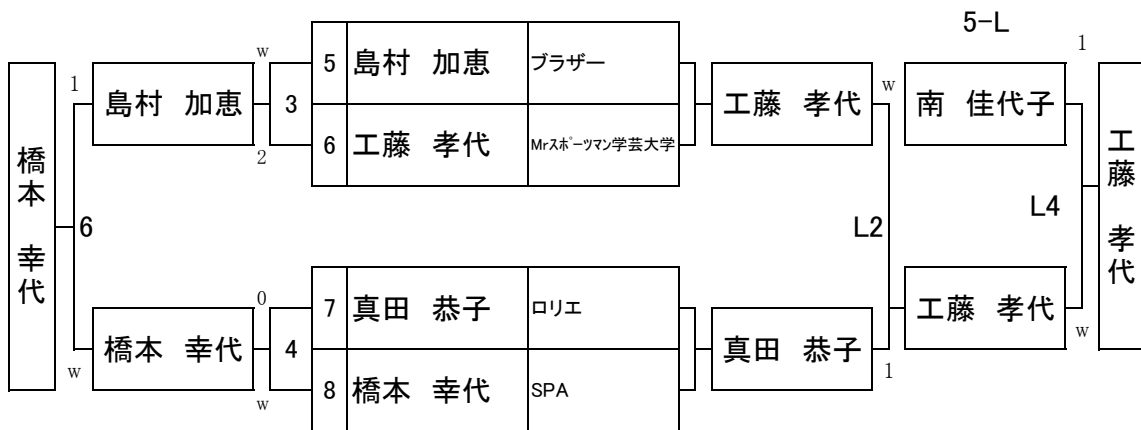 5-L
w
1
5 島村 加恵 ブラザー
1 島村 加恵 3 工藤 孝代 w 南 佳代子
6 工藤 孝代 Mrスポーツマン学芸大学
2
橋本 幸代
6
L2
L4
工藤 孝代
0
7 真田 恭子 ロリエ
工藤 孝代
w
橋本 幸代 4 真田 恭子
w
1
8 橋本 幸代 SPA
w